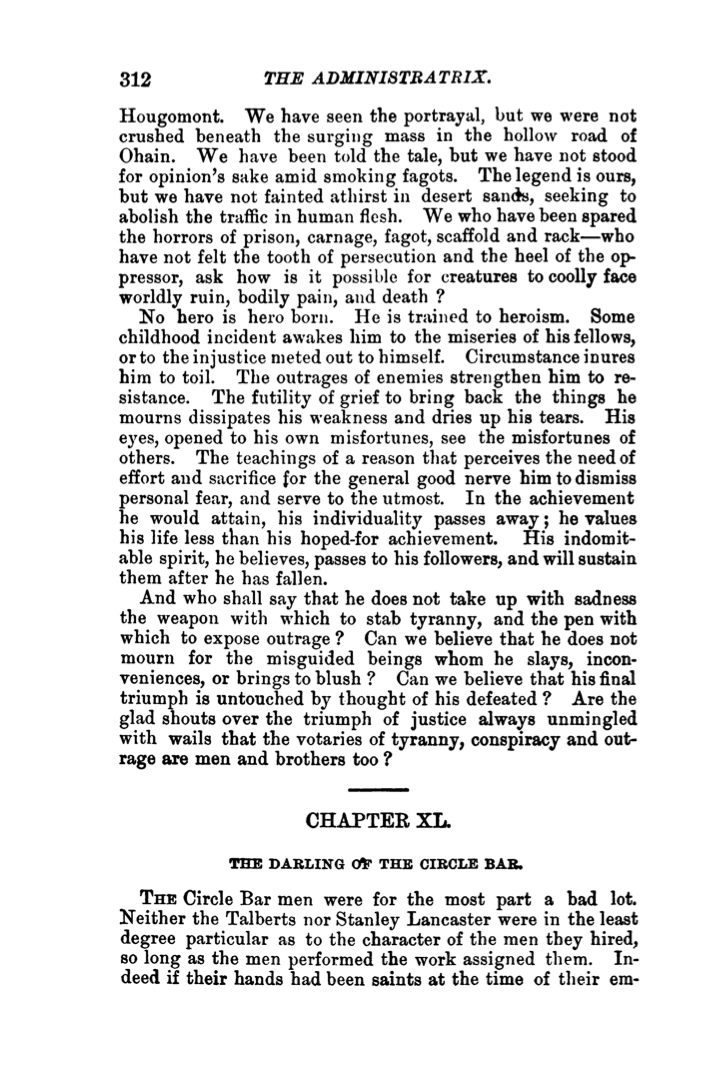 312 THE ADMINISTRATRIX.
Hougomont. We have seen the portrayal, but we were not
crushed beneath the surging mass in the hollow road of
Ohain. We have been told the tale, but we have not stood
for opinion's sake amid smoking fagots. The legend is ours,
but we have not fainted athirst in desert sands, seeking to
abolish the traffic in human flesh. We who have been spared
the horrors of prison, carnage, fagot, scaffold and rack—who
have not felt the tooth of persecution and the heel of the op-
pressor, ask how is it possible for creatures to coolly face
worldly ruin, bodily pain, and death ?
No hero is hero born. He is trained to heroism. Some
childhood incident awakes him to the miseries of his fellows,
or to the injustice meted out to himself. Circumstance inures
him to toil. The outrages of enemies strengthen him to re-
sistance. The futility of grief to bring back the things he
mourns dissipates his weakness and dries up his tears. His
eyes, opened to his own misfortunes, see the misfortunes of
others. The teachings of a reason that perceives the need of
effort and sacrifice for the general good nerve him to dismiss
personal fear, and serve to the utmost. In the achievement
he would attain, his individuality passes away; he values
his life less than his hoped-for achievement. His indomit-
able spirit, he believes, passes to his followers, and will sustain
them after he has fallen.
And who shall say that he does not take up with sadness
the weapon with which to stab tyranny, and the pen with
which to expose outrage ? Can we believe that he does not
mourn for the misguided beings whom he slays, incon-
veniences, or brings to blush ? Can we believe that his final
triumph is untouched by thought of his defeated ? Are the
glad shouts over the triumph of justice always unmingled
with wails that the votaries of tyranny, conspiracy and out-
rage are men and brothers too ?
CHAPTER XL.
THE DARLING OF THE CIRCLE BAR.
THE Circle Bar men were for the most part a bad lot.
Neither the Talberts nor Stanley Lancaster were in the least
degree particular as to the character of the men they hired,
so long as the men performed the work assigned them. In-
deed if their hands had been saints at the time of their em-